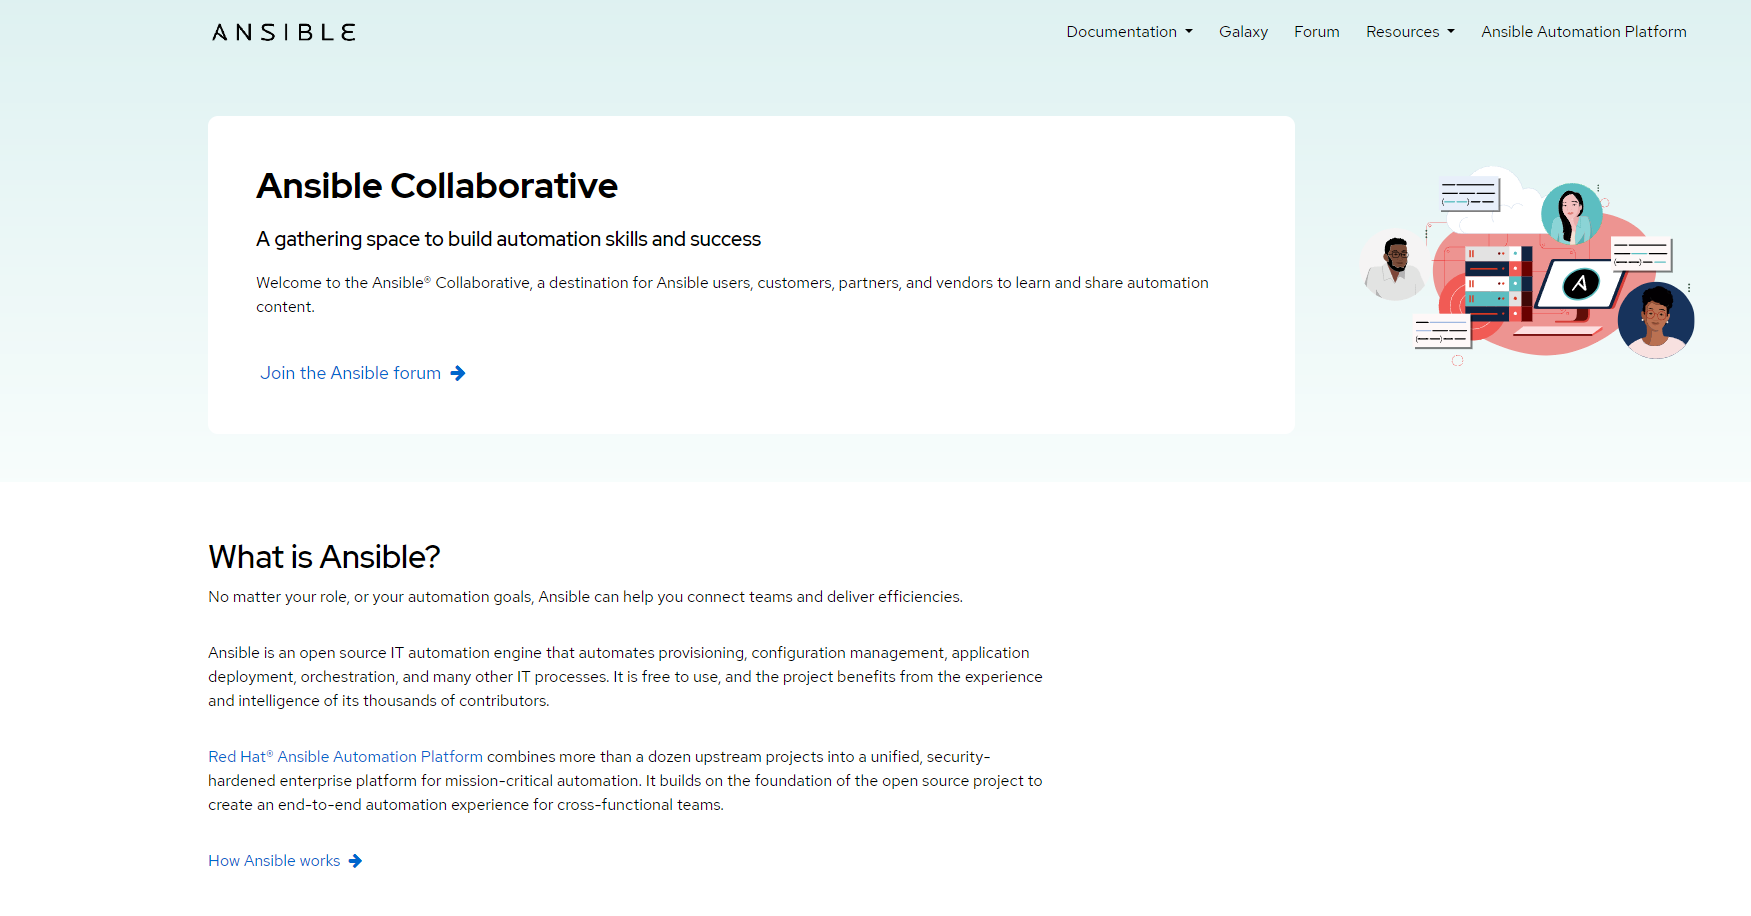 ANSIBLE
Documentation
Galaxy
Forum
Resources
Ansible Automation Platform
Ansible Collaborative
A gathering space to build automation skills and success
Welcome to the Ansible® Collaborative, a destination for Ansible users, customers, partners, and vendors to learn and share automation
content.
Join the Ansible forum
What is Ansible?
No matter your role, or your automation goals, Ansible can help you connect teams and deliver efficiencies.
Ansible is an open source IT automation engine that automates provisioning, configuration management, application
deployment, orchestration, and many other IT processes. It is free to use, and the project benefits from the experience
and intelligence of its thousands of contributors.
Red Hat® Ansible Automation Platform combines more than a dozen upstream projects into a unified, security-
hardened enterprise platform for mission-critical automation. It builds on the foundation of the open source project to
create an end-to-end automation experience for cross-functional teams.
How Ansible works